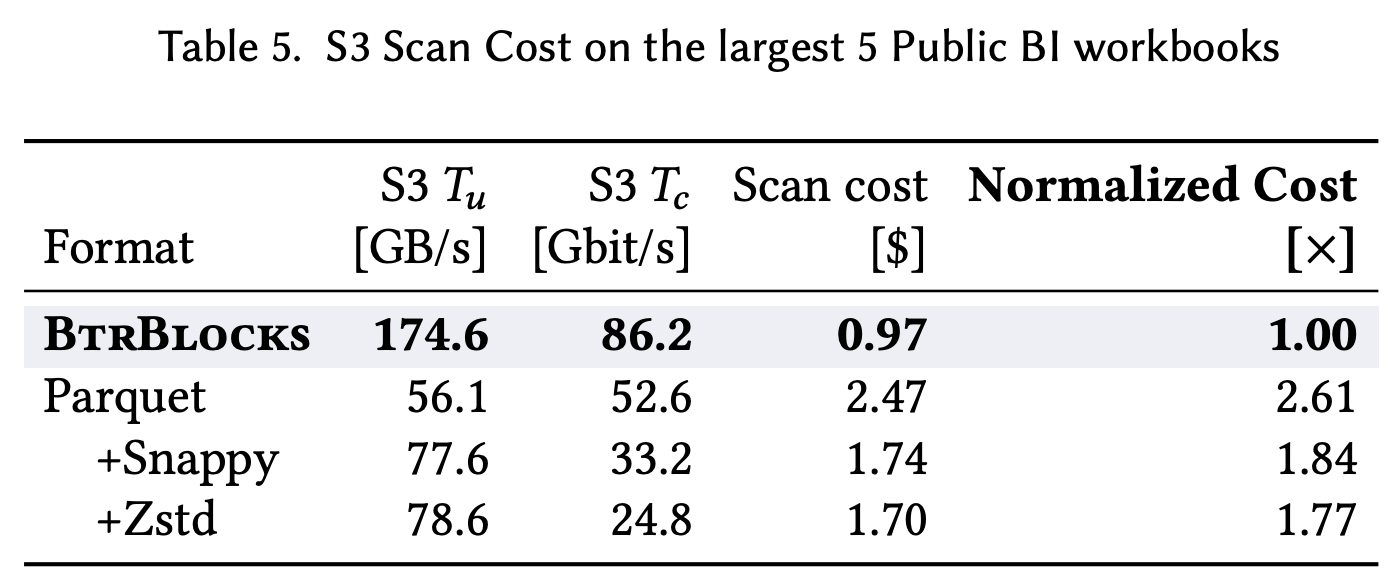 Table 5. S3 Scan Cost on the largest 5 Public BI workbooks
S3 Tu S3 Tc Scan cost Normalized Cost
Format [GB/s] [Gbit/s] [$] [×]
BtrBlocks 174.6 86.2 0.97 1.00
Parquet 56.1 52.6 2.47 2.61
+Snappy 77.6 33.2 1.74 1.84
+Zstd 78.6 24.8 1.70 1.77